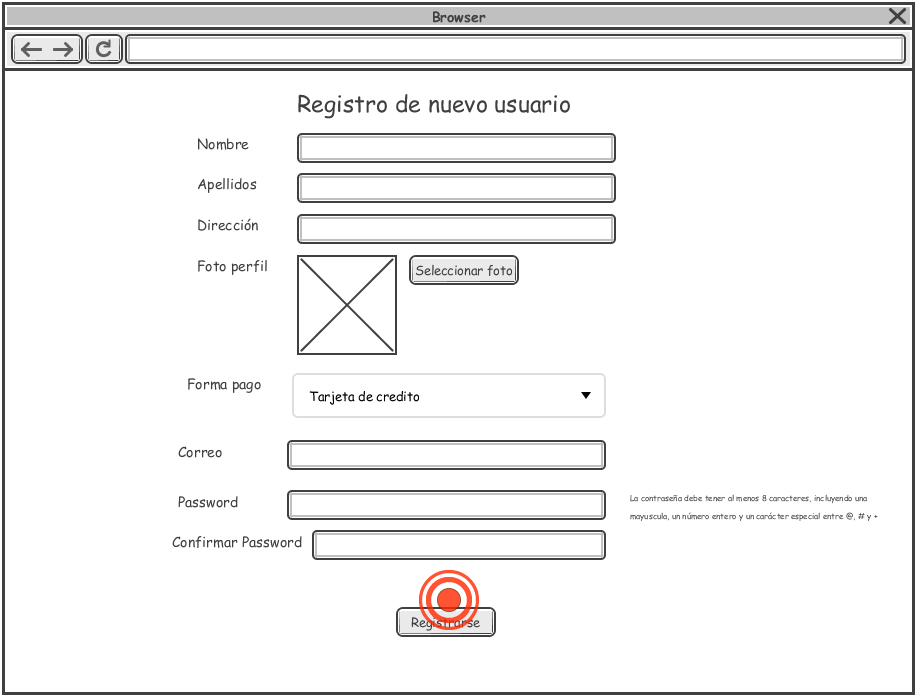 Browser
Registro de nuevo usuario
Nombre
Apellidos
Dirección
Foto perfil
Seleccionar foto
Forma pago
Tarjeta de credito
Correo
Password
La contraseña debe tener al menos 8 caracteres, incluyendo una
mayuscula, un número entero y un carácter especial entre @, # y +
Confirmar Password
Registrarse